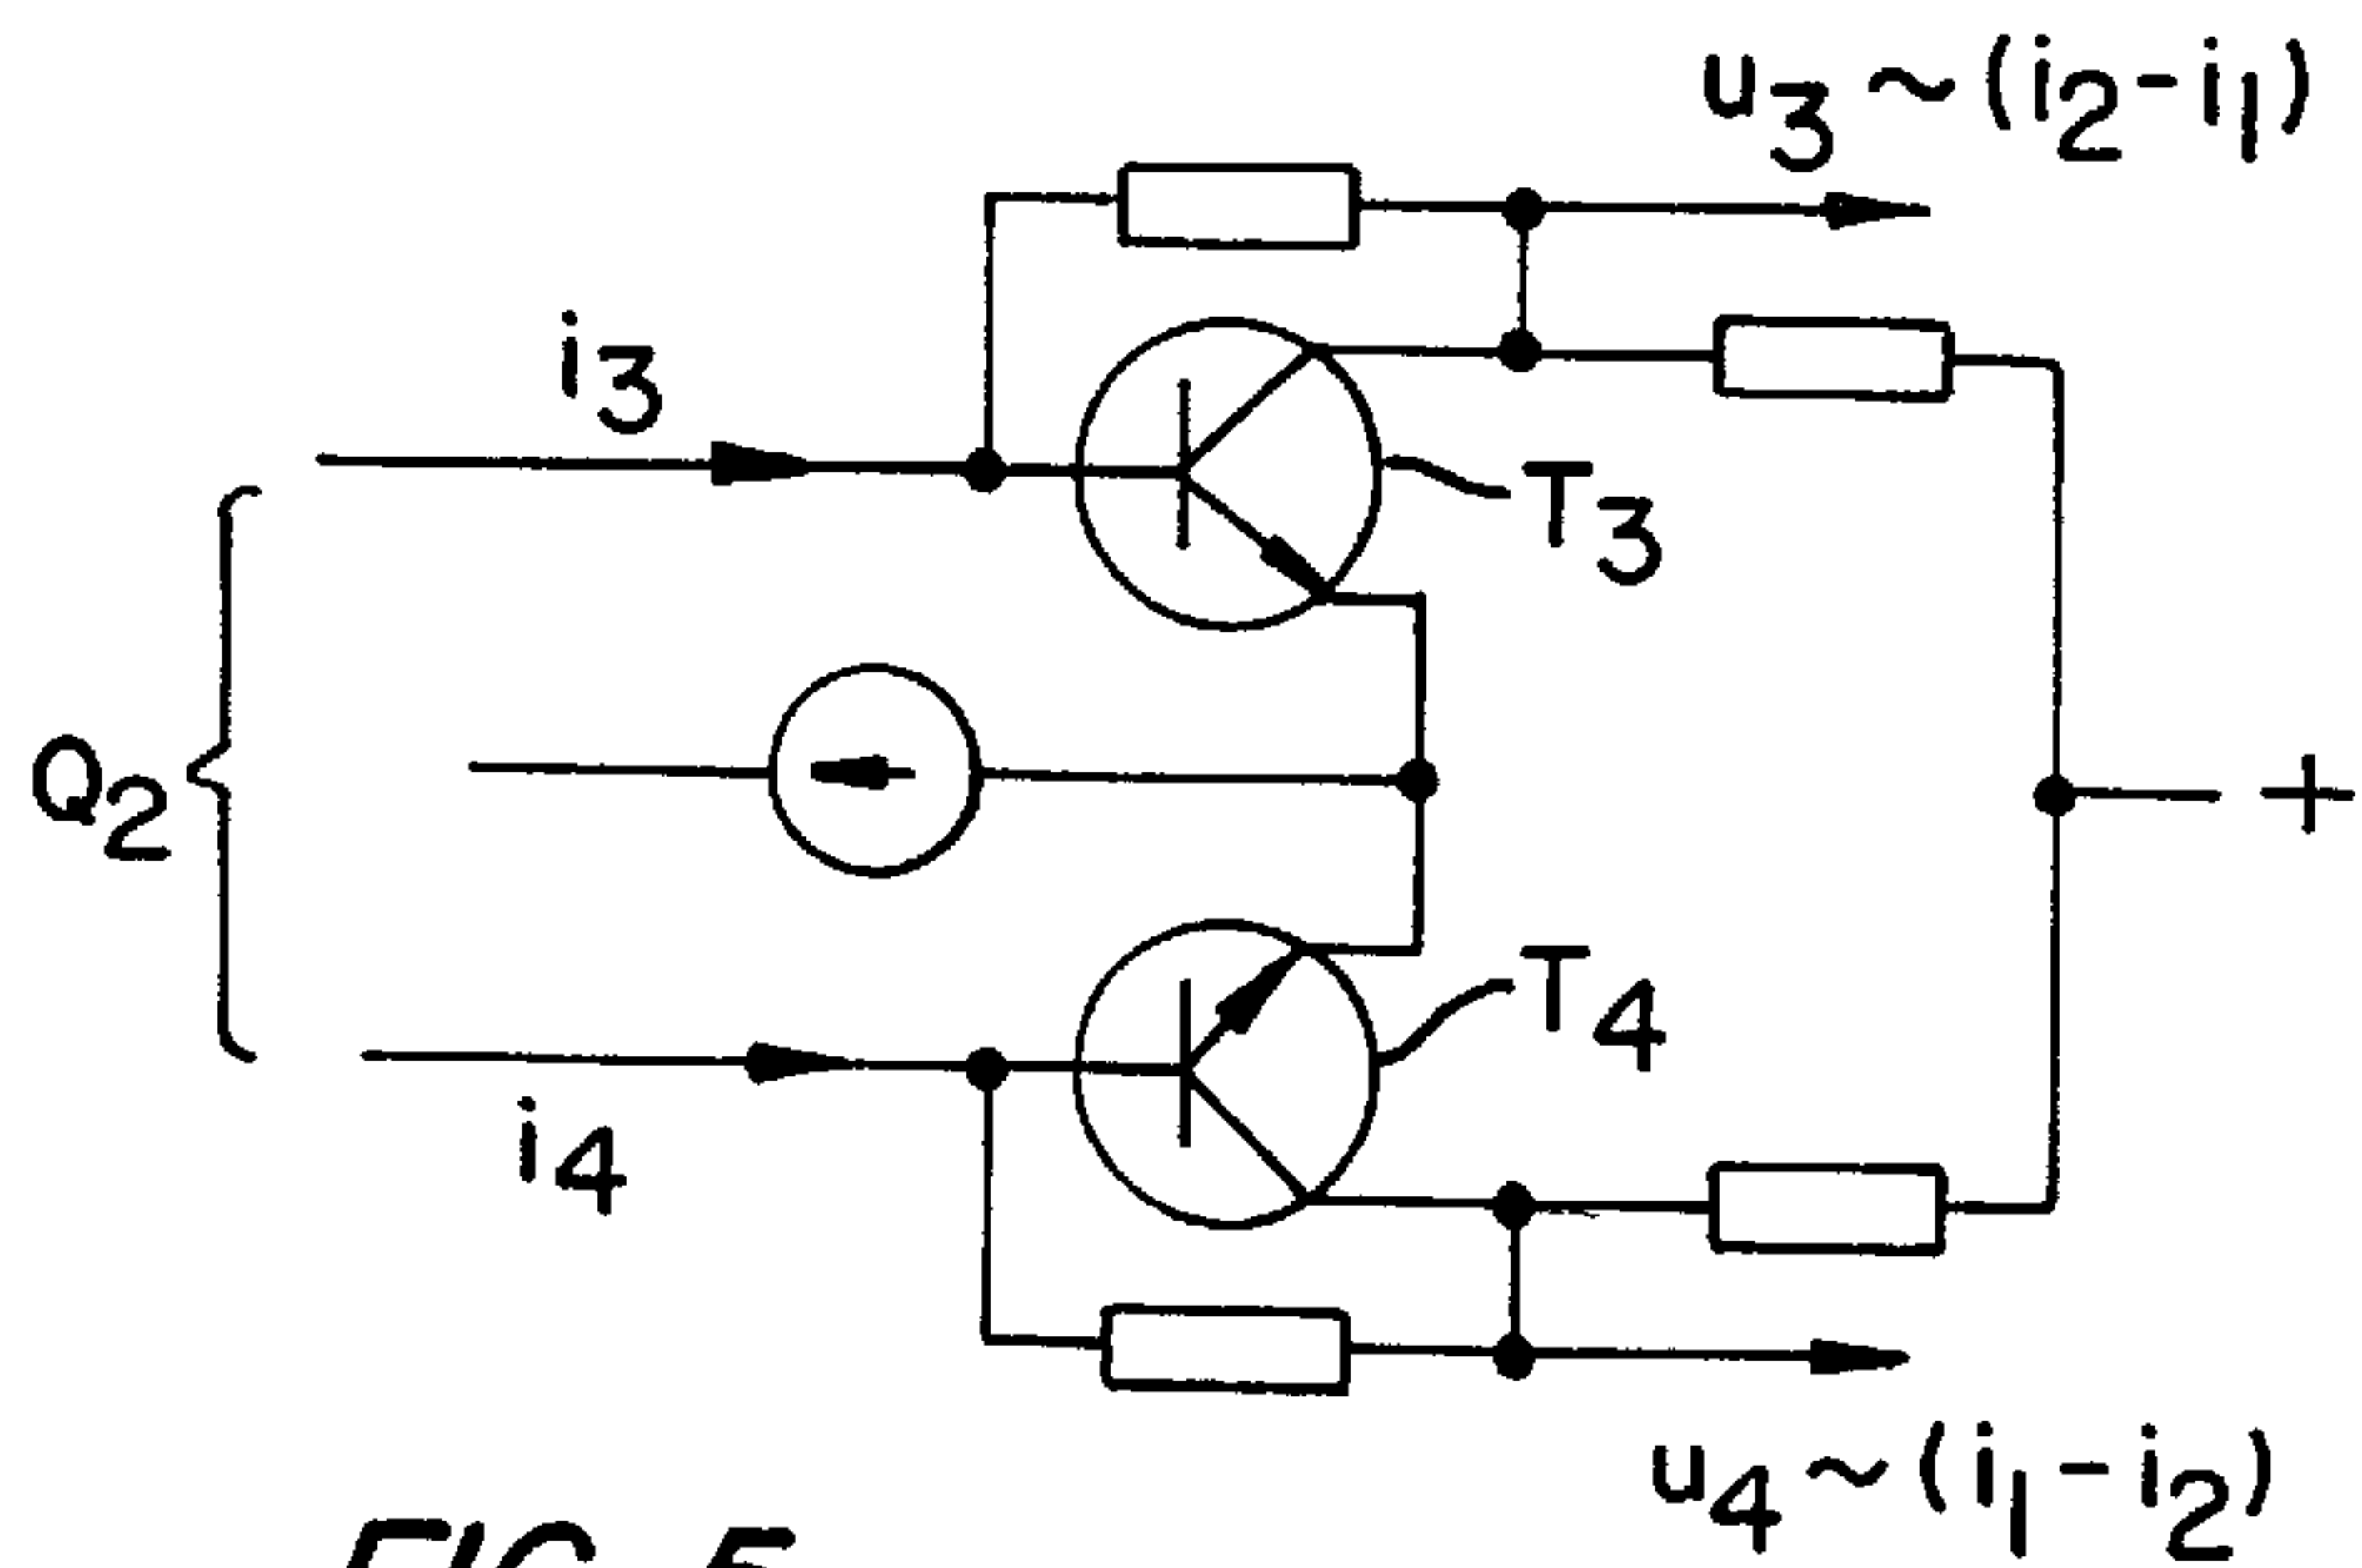 u3 ~ (i2 - i1)
i3
T3
Q2
+
T4
i4
u4 ~ (i1 - i2)
FIG. 5